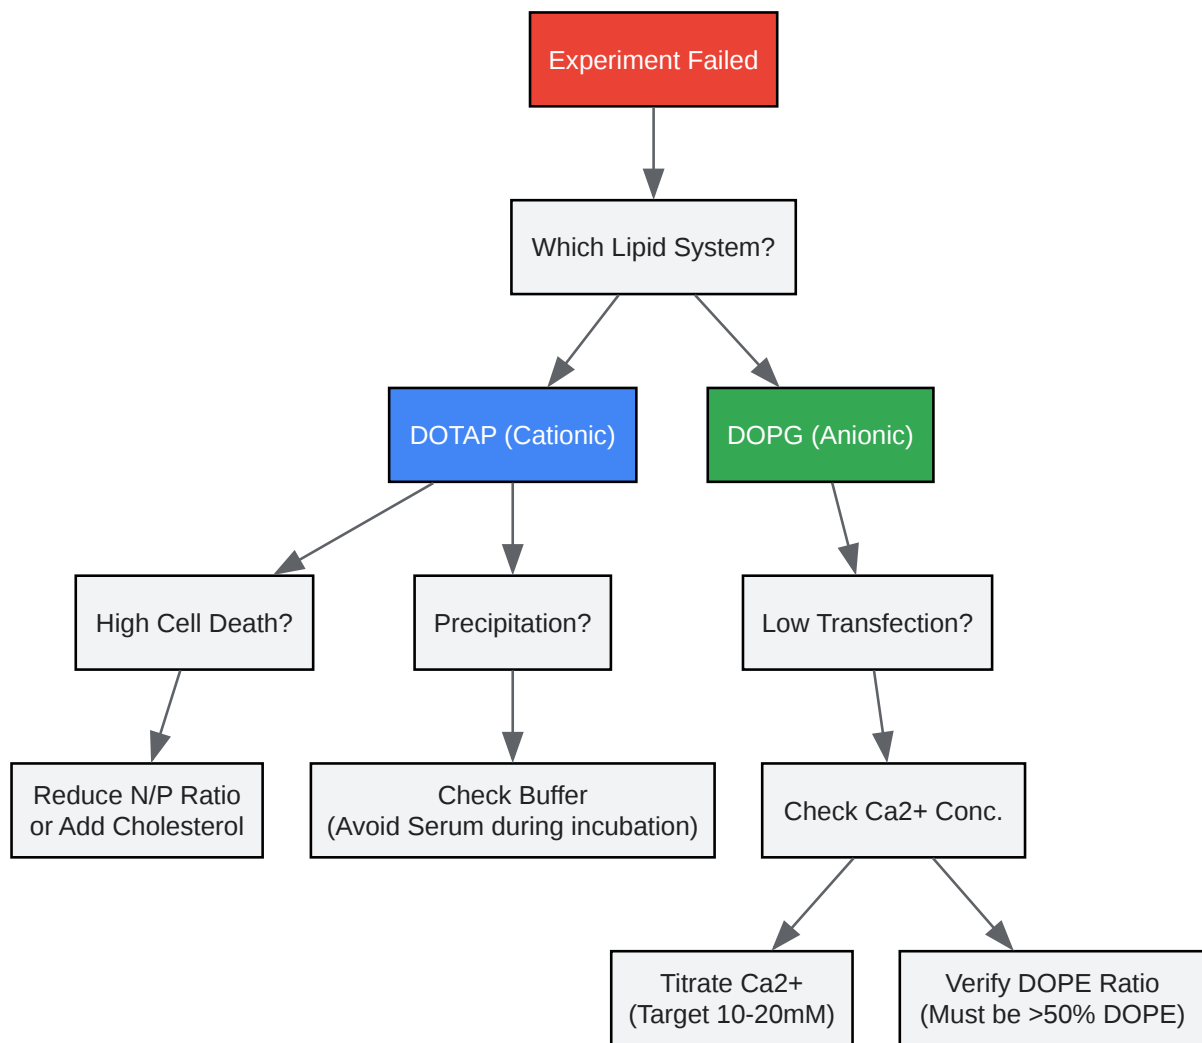 Experiment Failed
Which Lipid System?
DOTAP (Cationic)
DOPG (Anionic)
High Cell Death?
Precipitation?
Low Transfection?
Reduce N/P Ratio
or Add Cholesterol
Check Buffer
(Avoid Serum during incubation)
Check Ca2+ Conc.
Titrate Ca2+
(Target 10-20mM)
Verify DOPE Ratio
(Must be >50% DOPE)